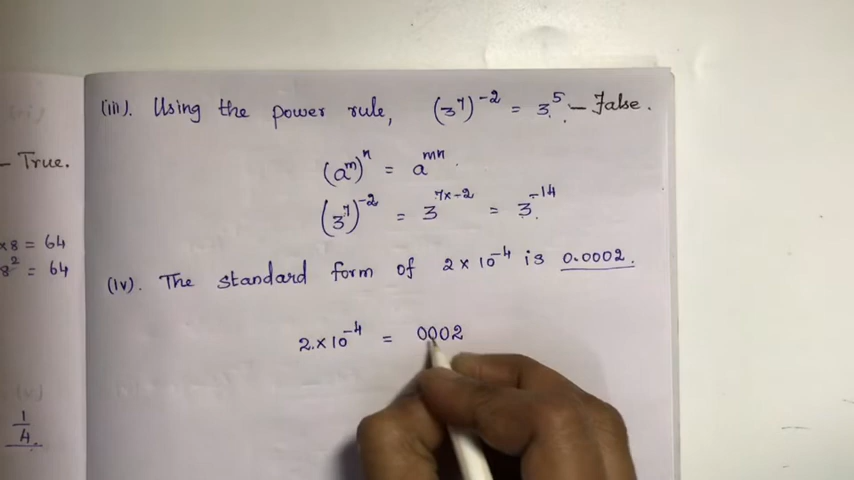 (iii). Using the power rule, (3⁷)⁻² = 3⁵. – False.
– True.
(aᵐ)ⁿ = aᵐⁿ.
(3⁷)⁻² = 3⁷ˣ⁻² = 3⁻¹⁴.
×8 = 64
8² = 64
(iv). The standard form of 2 × 10⁻⁴ is 0.0002.
2.×10⁻⁴ = 0002
1/4.